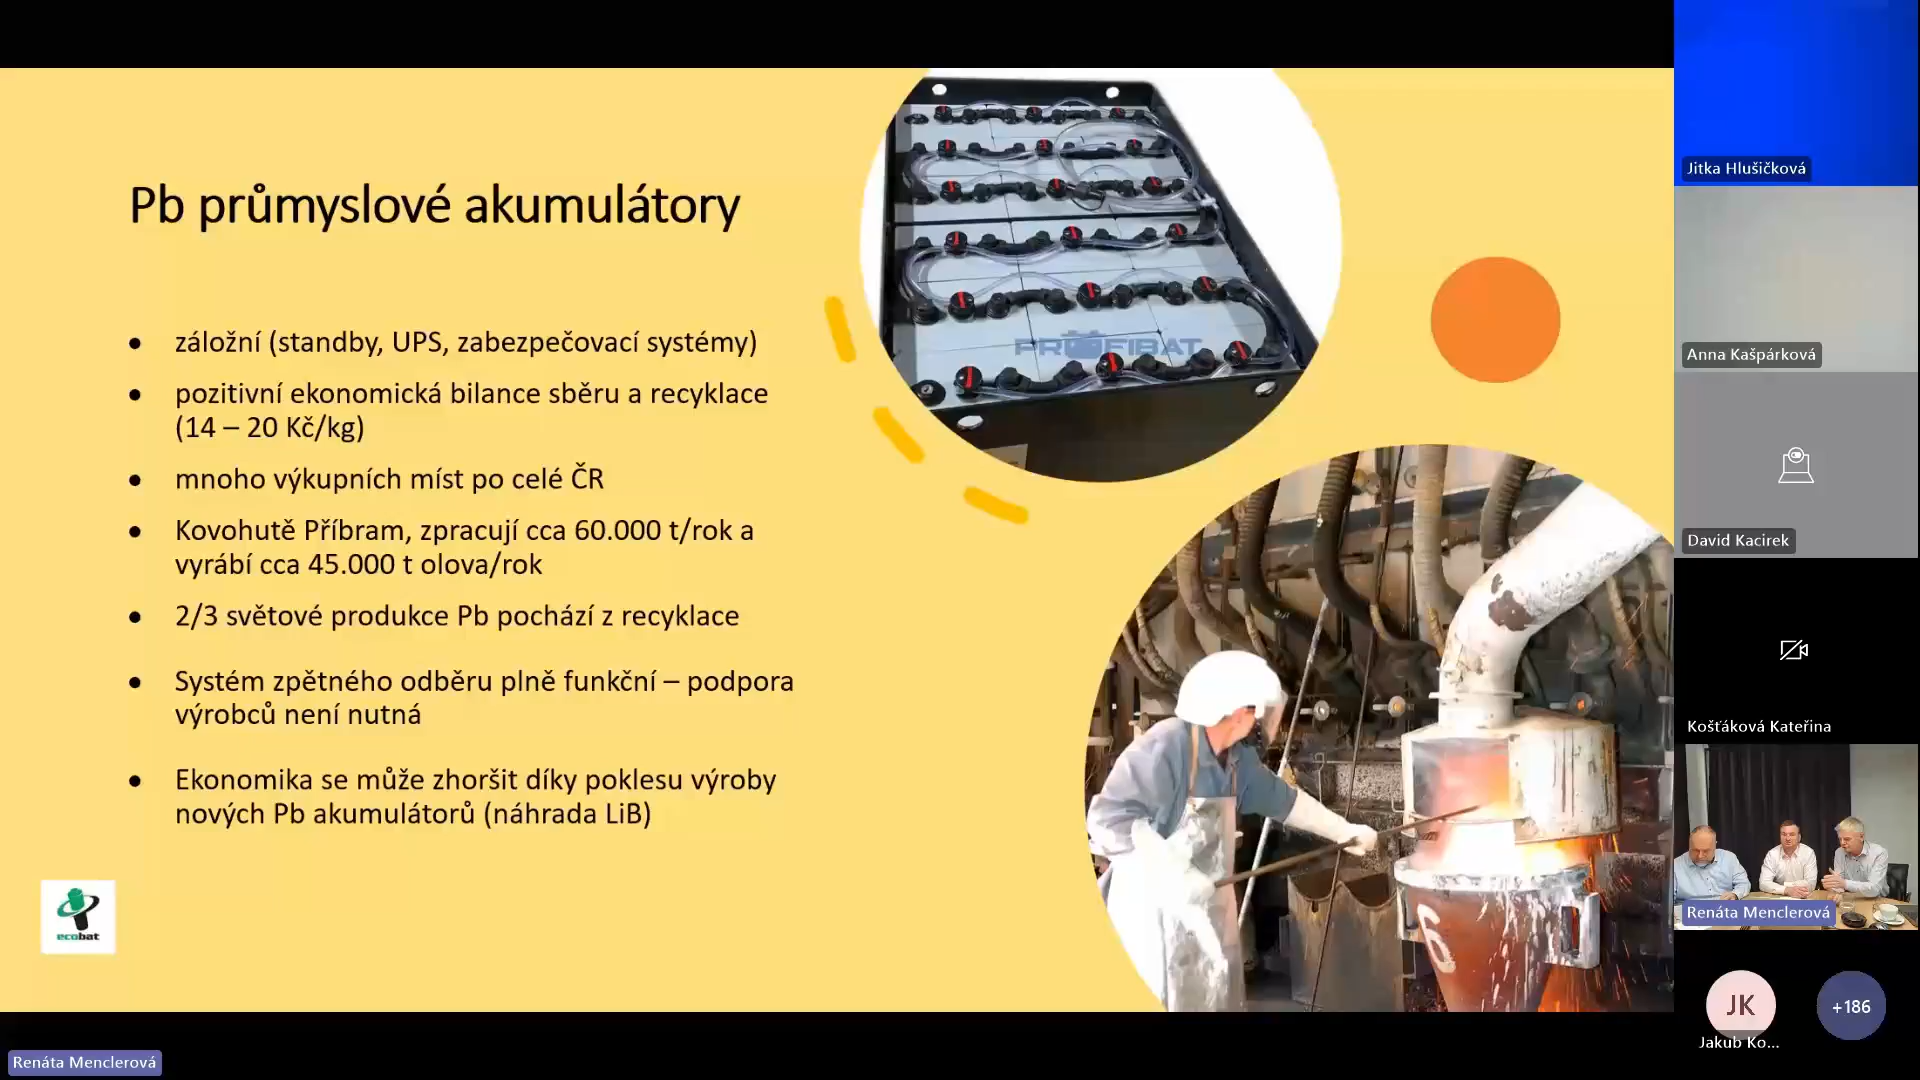 Pb průmyslové akumulátory
záložní (standby, UPS, zabezpečovací systémy)
pozitivní ekonomická bilance sběru a recyklace
(14 – 20 Kč/kg)
mnoho výkupních míst po celé ČR
Kovohutě Příbram, zpracují cca 60.000 t/rok a
vyrábí cca 45.000 t olova/rok
2/3 světové produkce Pb pochází z recyklace
Systém zpětného odběru plně funkční – podpora
výrobců není nutná
Ekonomika se může zhoršit díky poklesu výroby
nových Pb akumulátorů (náhrada LiB)
ecobat
PROFIBAT
6
Jitka Hlušičková
Anna Kašpárková
David Kacirek
Košťáková Kateřina
Renáta Menclerová
JK
+186
Jakub Ko...
Renáta Menclerová